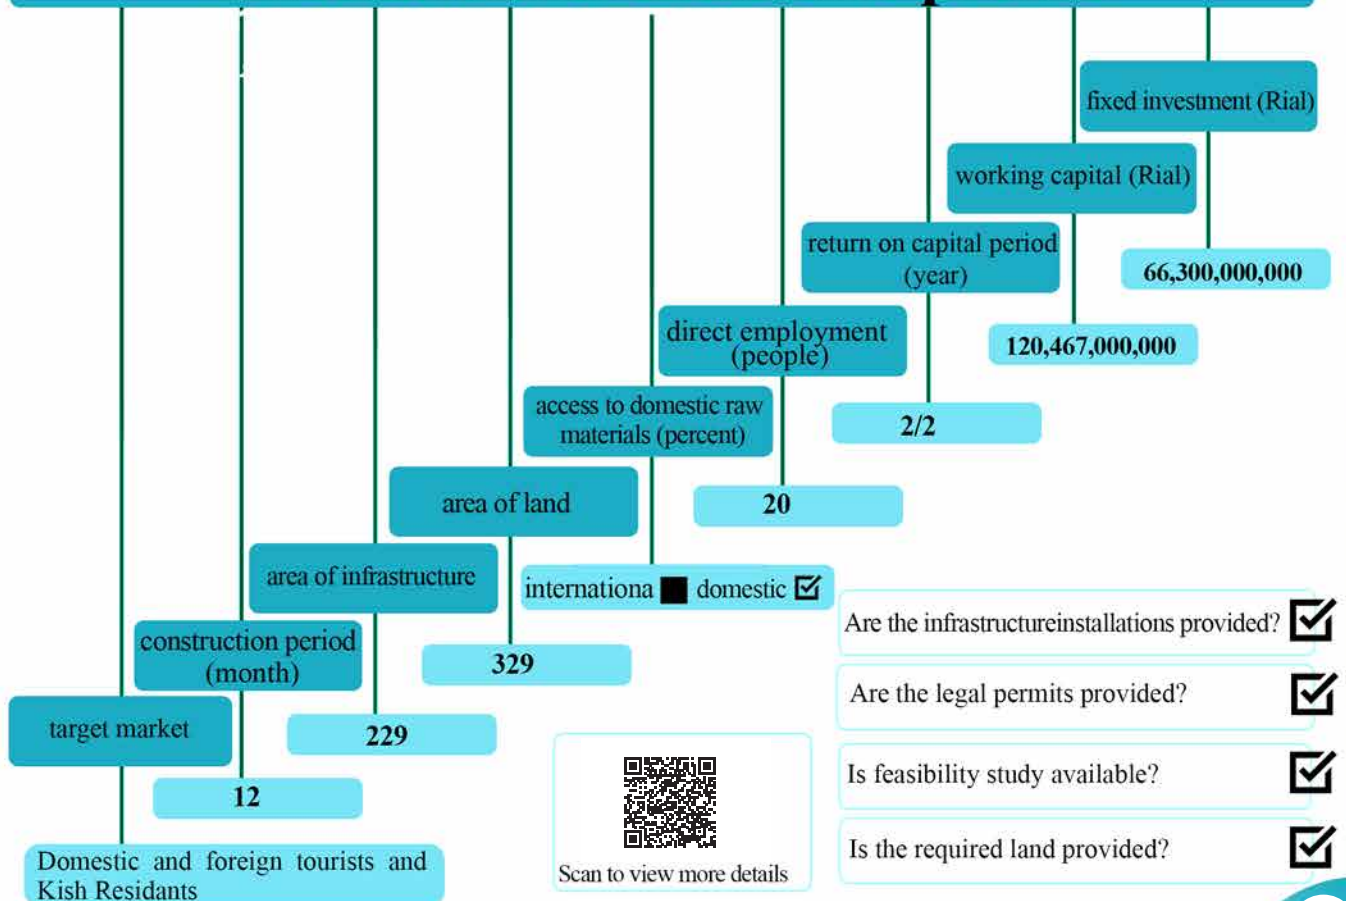 fixed investment (Rial)
66,300,000,000
working capital (Rial)
120,467,000,000
return on capital period
(year)
2/2
direct employment
(people)
20
access to domestic raw
materials (percent)
internationa domestic
area of land
329
area of infrastructure
229
construction period
(month)
12
target market
Domestic and foreign tourists and
Kish Residants
Scan to view more details
Are the infrastructureinstallations provided?
Are the legal permits provided?
Is feasibility study available?
Is the required land provided?